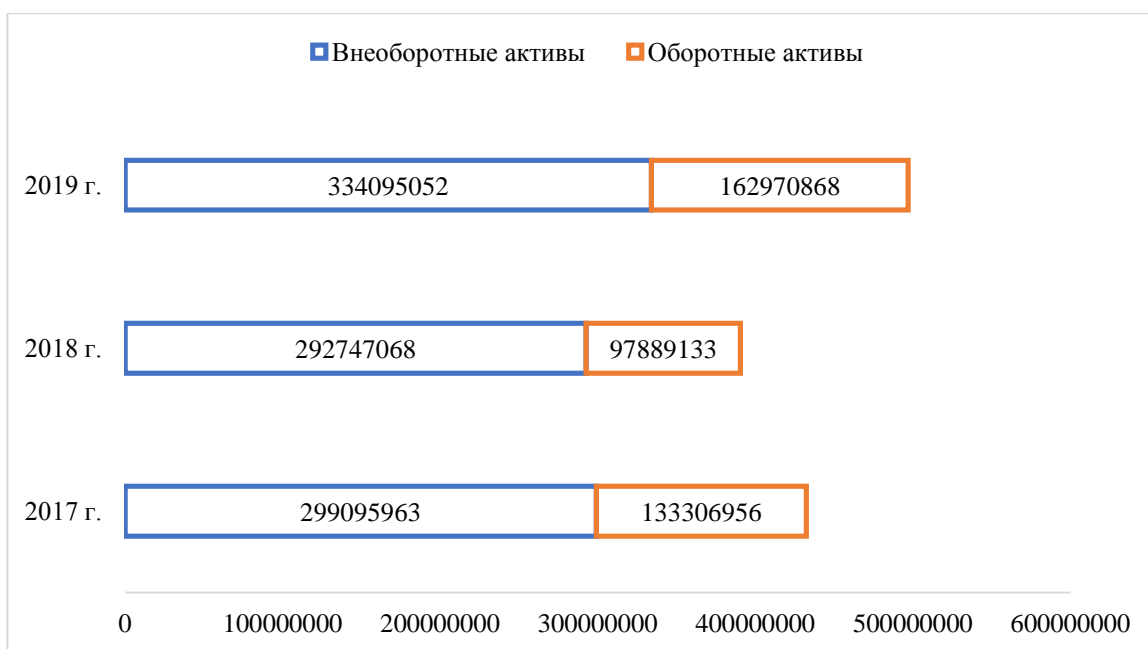 Внеоборотные активы Оборотные активы
2019 г. 334095052 162970868
2018 г. 292747068 97889133
2017 г. 299095963 133306956
0 100000000 200000000 300000000 400000000 500000000 600000000